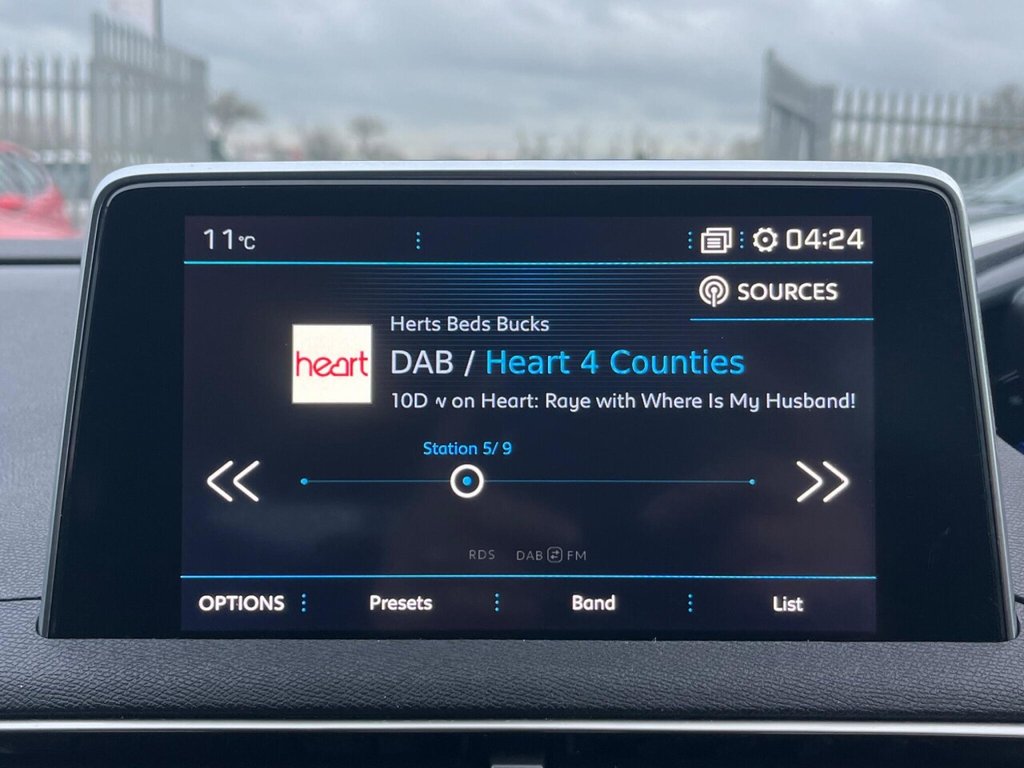 11°C
04:24
SOURCES
heart
Herts Beds Bucks
DAB / Heart 4 Counties
10D on Heart: Raye with Where Is My Husband!
Station 5/9
RDS DAB FM
OPTIONS Presets Band List